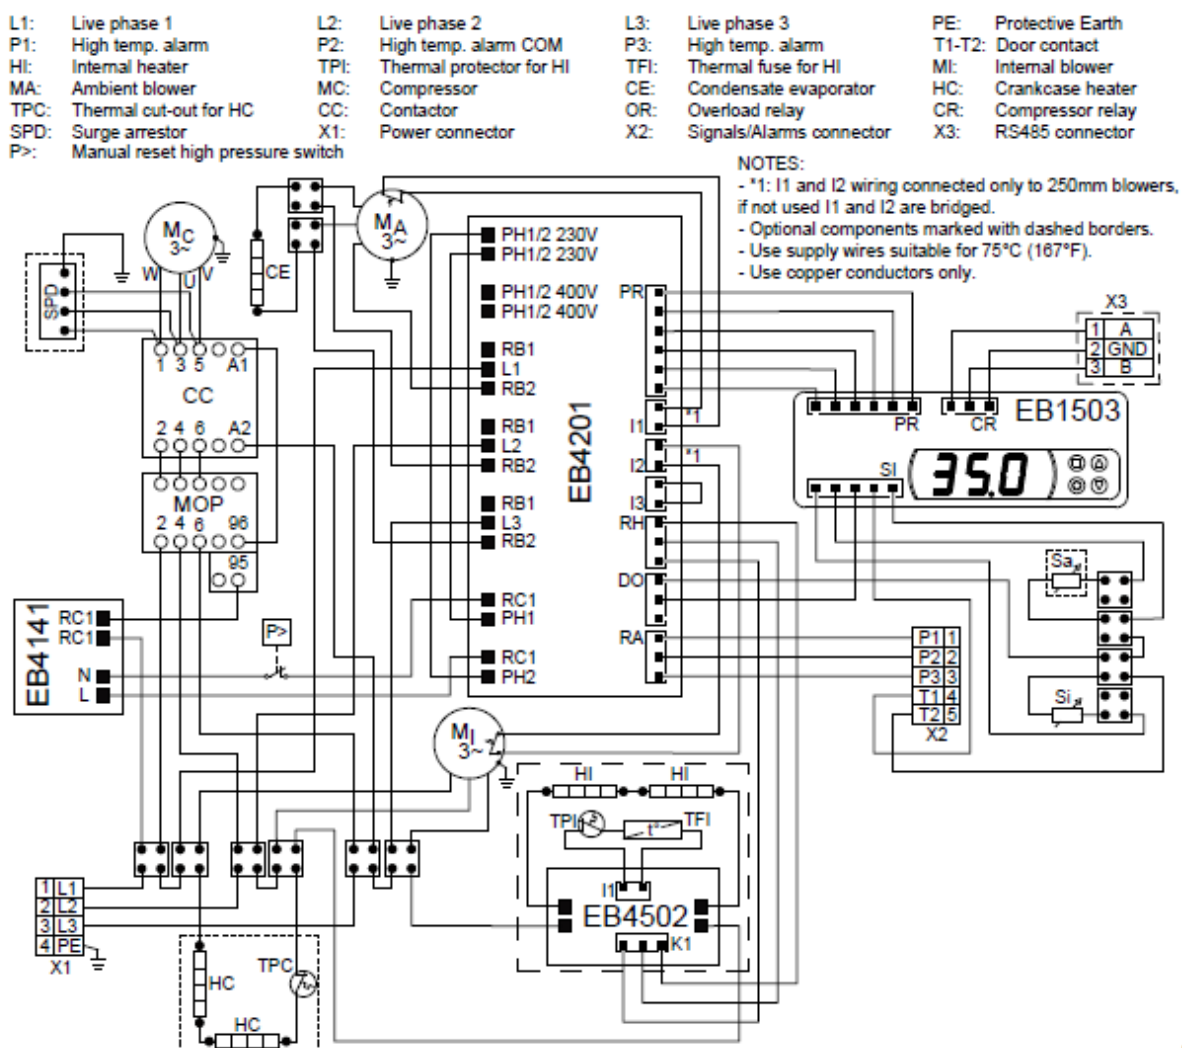 L1: Live phase 1 L2: Live phase 2 L3: Live phase 3 PE: Protective Earth
P1: High temp. alarm P2: High temp. alarm COM P3: High temp. alarm T1-T2: Door contact
HI: Internal heater TPI: Thermal protector for HI TFI: Thermal fuse for HI MI: Internal blower
MA: Ambient blower MC: Compressor CE: Condensate evaporator HC: Crankcase heater
TPC: Thermal cut-out for HC CC: Contactor OR: Overload relay CR: Compressor relay
SPD: Surge arrestor X1: Power connector X2: Signals/Alarms connector X3: RS485 connector
P>: Manual reset high pressure switch
NOTES:
- *1: I1 and I2 wiring connected only to 250mm blowers,
if not used I1 and I2 are bridged.
- Optional components marked with dashed borders.
- Use supply wires suitable for 75°C (167°F).
- Use copper conductors only.
MC
3~
W U V
SPD
CE
MA
3~
1 3 5 A1
CC
2 4 6 A2
MOP
2 4 6 96
95
EB4141
RC1
RC1
N
L
P>
EB4201
PH1/2 230V
PH1/2 230V
PH1/2 400V
PH1/2 400V
RB1
L1
RB2
RB1
L2
RB2
RB1
L3
RB2
RC1
PH1
RC1
PH2
PR
I1
*1
I2
*1
I3
RH
DO
RA
X3
1 A
2 GND
3 B
EB1503
PR CR
SI
35.0
Sa
Si
P1 1
P2 2
P3 3
T1 4
T2 5
X2
MI
3~
HI HI
TPI t° TFI
I1
EB4502
K1
1 L1
2 L2
3 L3
4 PE
X1
HC
TPC
HC